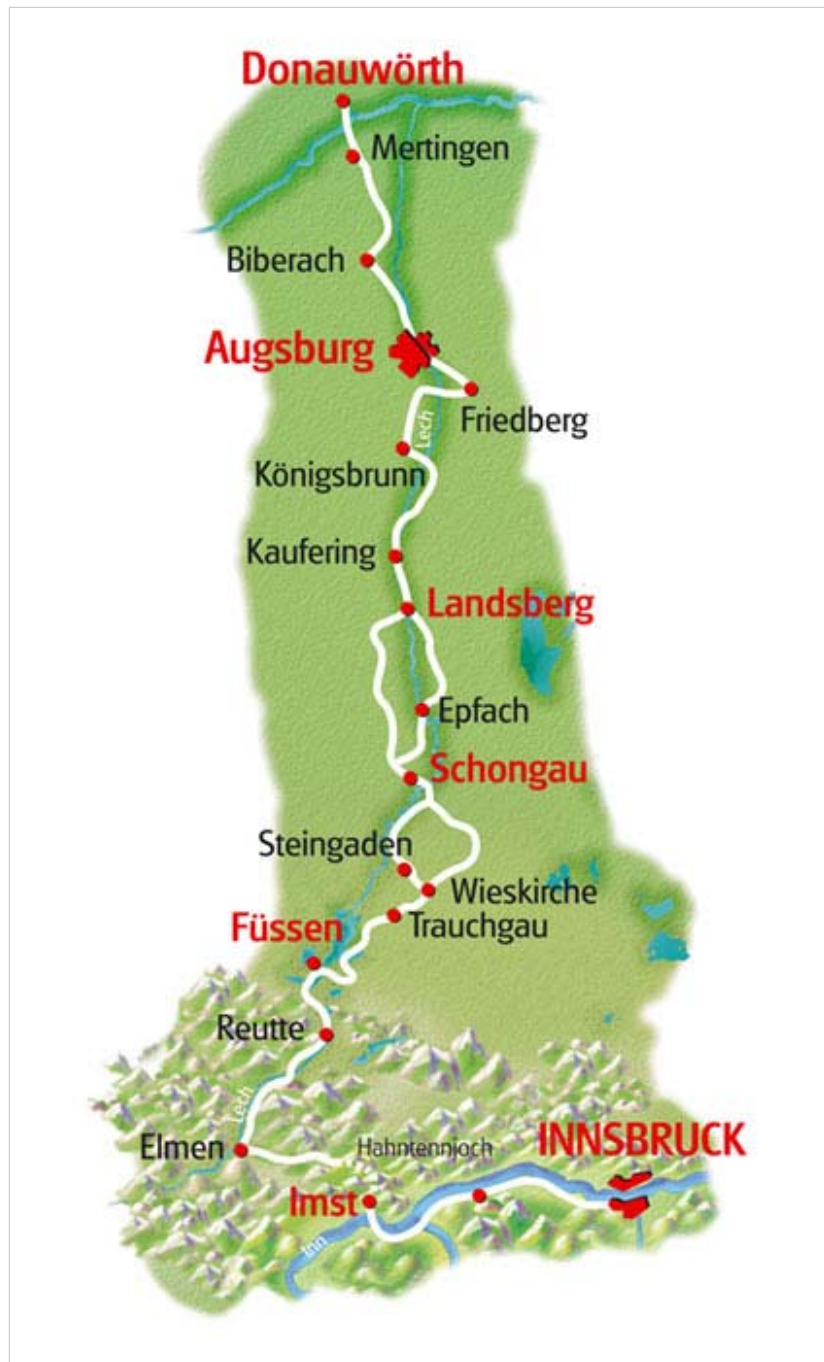 Donauwörth
Mertingen
Biberach
Augsburg
Friedberg
Lech
Königsbrunn
Kaufering
Landsberg
Epfach
Schongau
Steingaden
Wieskirche
Trauchgau
Füssen
Reutte
Lech
Elmen
Hahntennjoch
INNSBRUCK
Imst
Inn